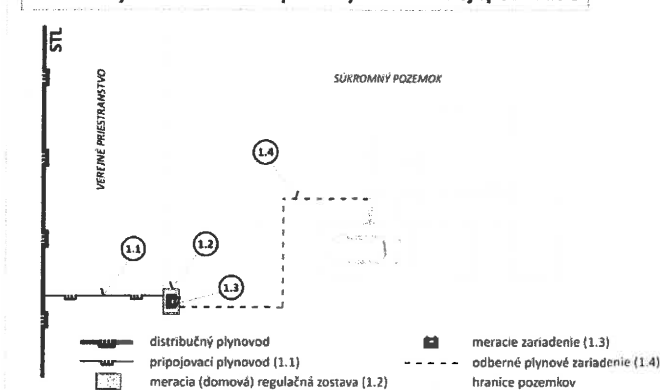 STL
VEREJNÉ PRIESTRANSTVO
SÚKROMNÝ POZEMOK
1.4
1.1
1.2
1.3
distribučný plynovod
pripojovací plynovod (1.1)
meracia (domová) regulačná zostava (1.2)
meracie zariadenie (1.3)
odberné plynové zariadenie (1.4)
hranice pozemkov